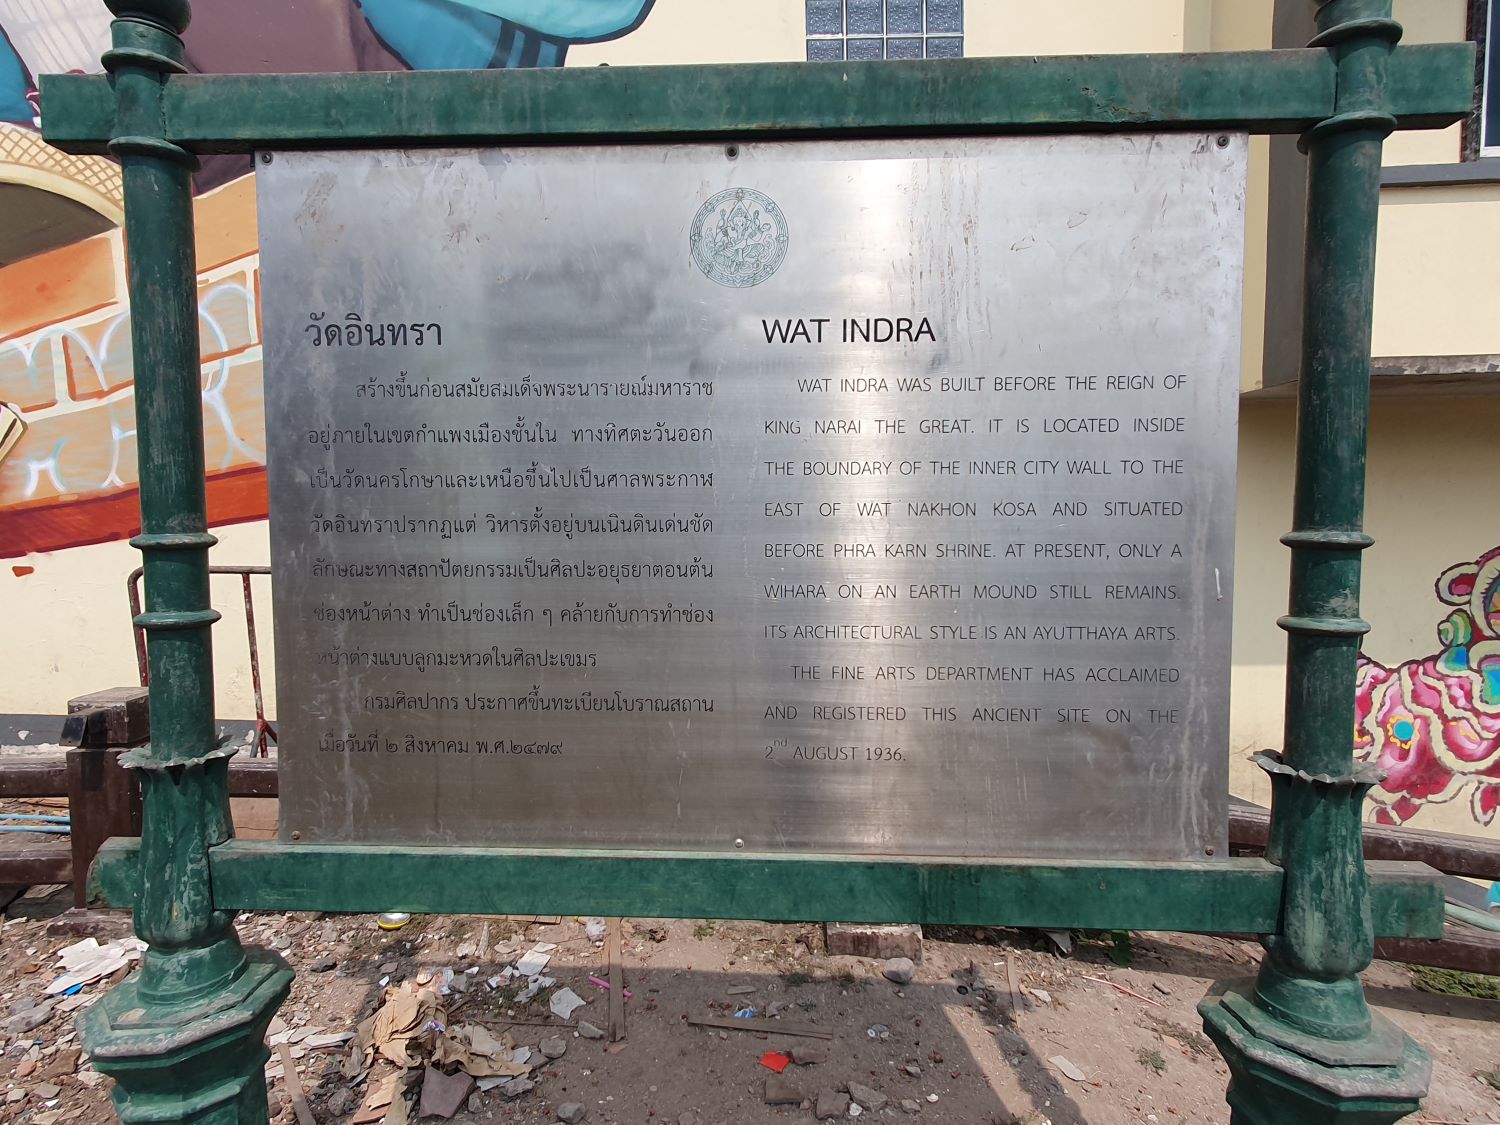 วัดอินทรา
สร้างขึ้นก่อนสมัยสมเด็จพระนารายณ์มหาราช
อยู่ภายในเขตกำแพงเมืองชั้นใน ทางทิศตะวันออก
เป็นวัดนครโกษาและเหนือขึ้นไปเป็นศาลพระกาฬ
วัดอินทราปรากฏแต่ วิหารตั้งอยู่บนเนินดินเด่นชัด
ลักษณะทางสถาปัตยกรรมเป็นศิลปะอยุธยาตอนต้น
ช่องหน้าต่าง ทำเป็นช่องเล็ก ๆ คล้ายกับการทำช่อง
หน้าต่างแบบลูกมะหวดในศิลปะเขมร
กรมศิลปากร ประกาศขึ้นทะเบียนโบราณสถาน
เมื่อวันที่ ๒ สิงหาคม พ.ศ.๒๔๗๙
WAT INDRA
WAT INDRA WAS BUILT BEFORE THE REIGN OF
KING NARAI THE GREAT. IT IS LOCATED INSIDE
THE BOUNDARY OF THE INNER CITY WALL TO THE
EAST OF WAT NAKHON KOSA AND SITUATED
BEFORE PHRA KARN SHRINE. AT PRESENT, ONLY A
WIHARA ON AN EARTH MOUND STILL REMAINS.
ITS ARCHITECTURAL STYLE IS AN AYUTTHAYA ARTS.
THE FINE ARTS DEPARTMENT HAS ACCLAIMED
AND REGISTERED THIS ANCIENT SITE ON THE
2nd AUGUST 1936.